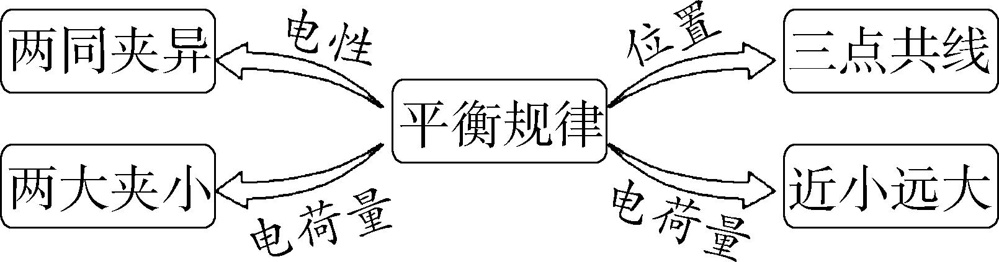 两同夹异
电性
位置
三点共线
平衡规律
两大夹小
电荷量
电荷量
近小远大